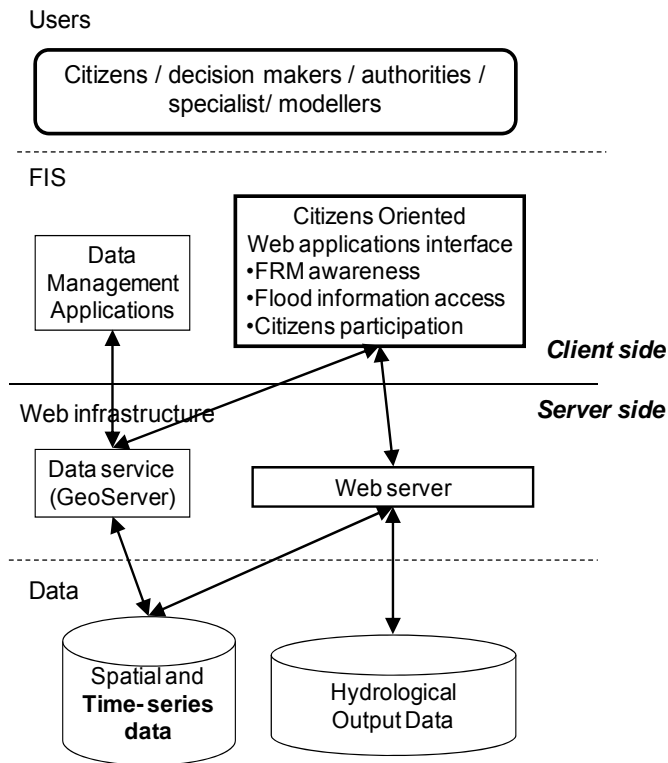 Users
Citizens / decision makers / authorities /
specialist/ modellers
FIS
Data
Management
Applications
Citizens Oriented
Web applications interface
•FRM awareness
•Flood information access
•Citizens participation
Client side
Server side
Web infrastructure
Data service
(GeoServer)
Web server
Data
Spatial and
Time-series
data
Hydrological
Output Data